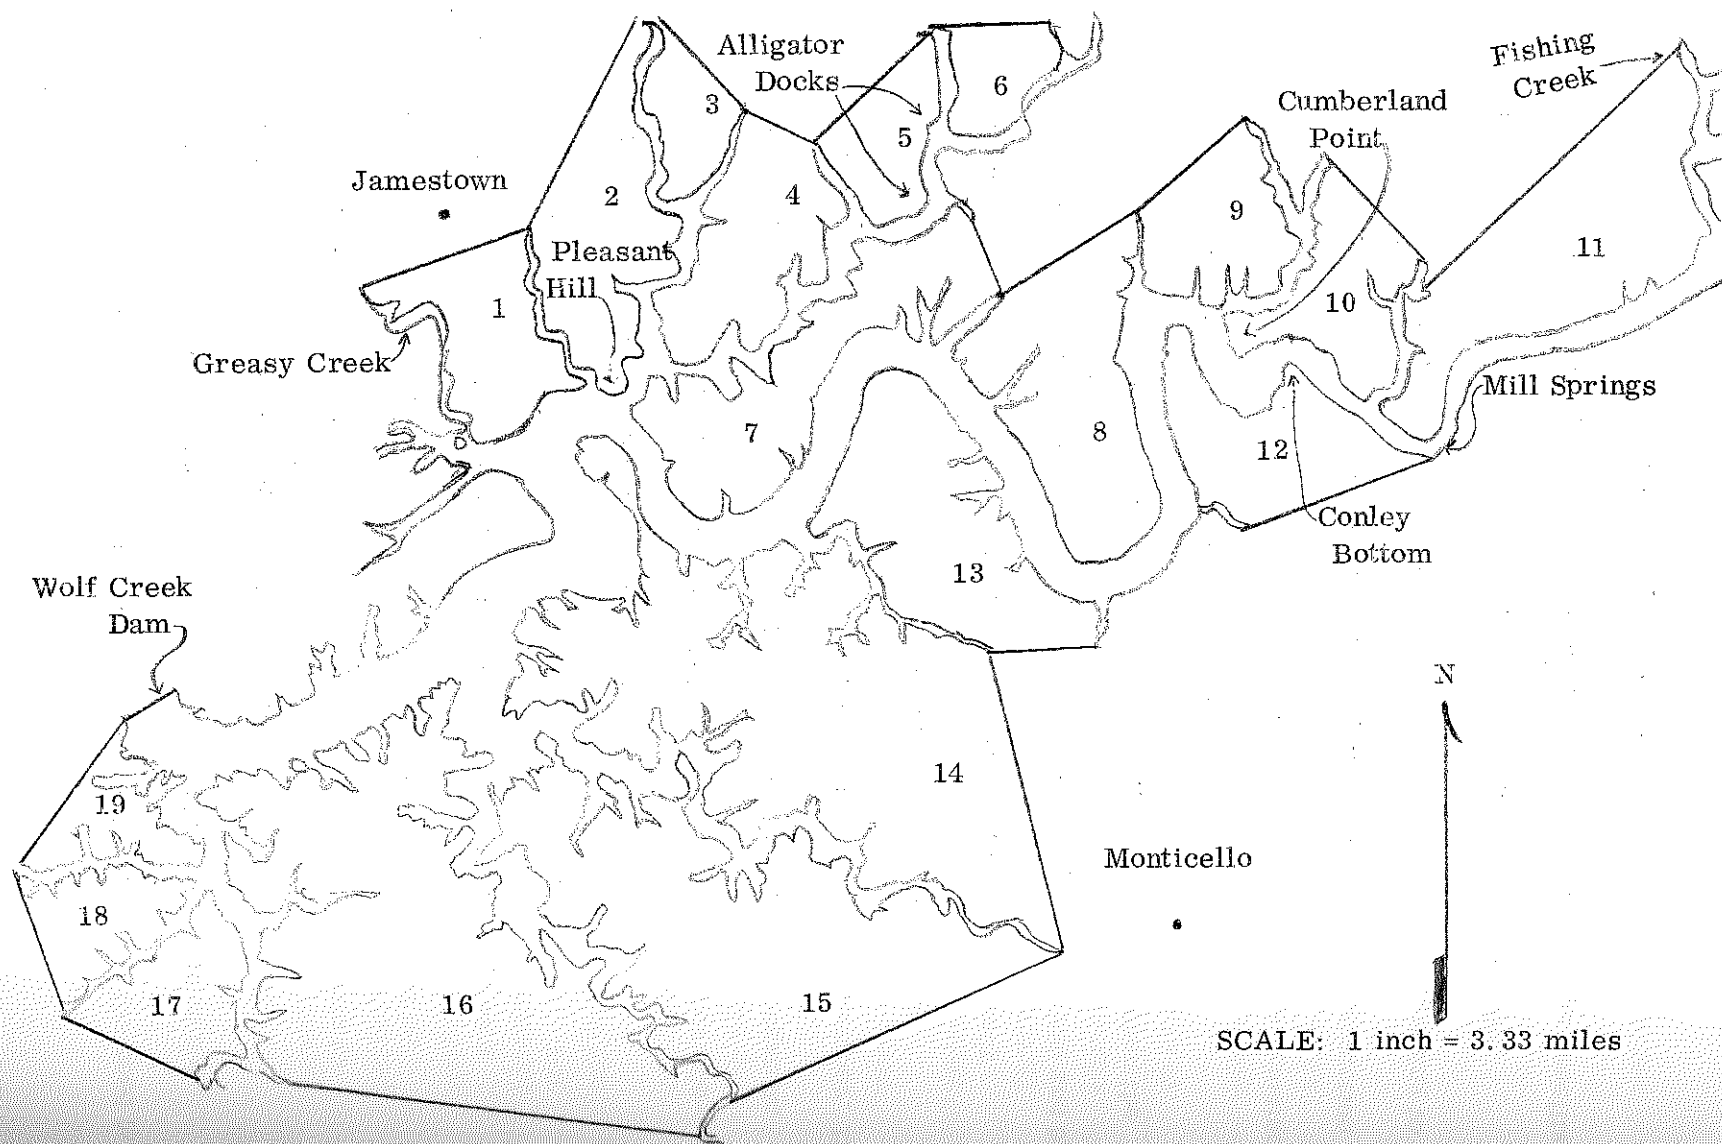 Alligator
Docks
Fishing
Creek
Cumberland
Point
Jamestown
Pleasant
Hill
Greasy Creek
Mill Springs
Conley
Bottom
Wolf Creek
Dam
Monticello
N
SCALE: 1 inch = 3.33 miles
1
2
3
4
5
6
7
8
9
10
11
12
13
14
15
16
17
18
19